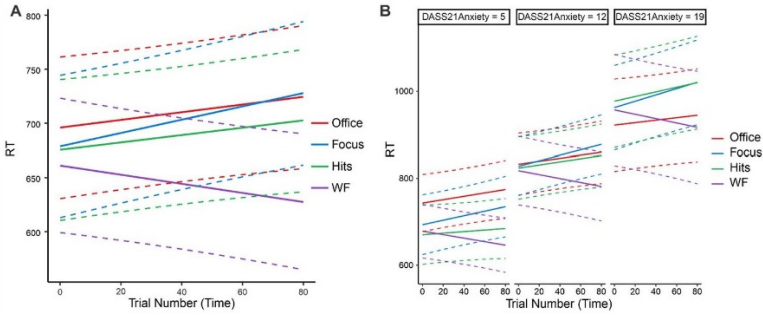 A
800
750
700
650
600
RT
0 20 40 60 80
Trial Number (Time)
Office
Focus
Hits
WF
B
DASS21Anxiety = 5 DASS21Anxiety = 12 DASS21Anxiety = 19
1000
800
600
RT
0 20 40 60 80 0 20 40 60 80 0 20 40 60 80
Trial Number (Time)
Office
Focus
Hits
WF